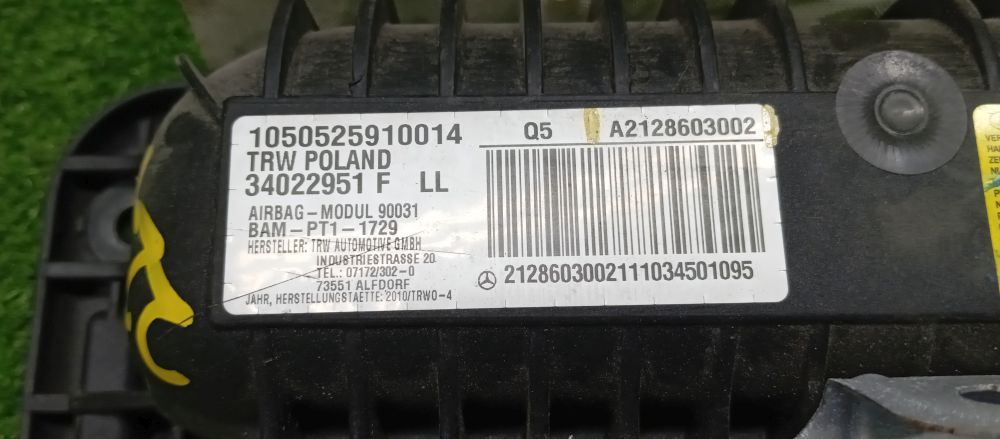 1050525910014
TRW POLAND
34022951 F LL
AIRBAG-MODUL 90031
BAM-PT1-1729
HERSTELLER: TRW AUTOMOTIVE GMBH
INDUSTRIESTRASSE 20
TEL.: 07172/302-0
73551 ALFDORF
JAHR, HERSTELLUNGSTAETTE: 2010/TRWO-4
Q5 A2128603002
2128603002111034501095